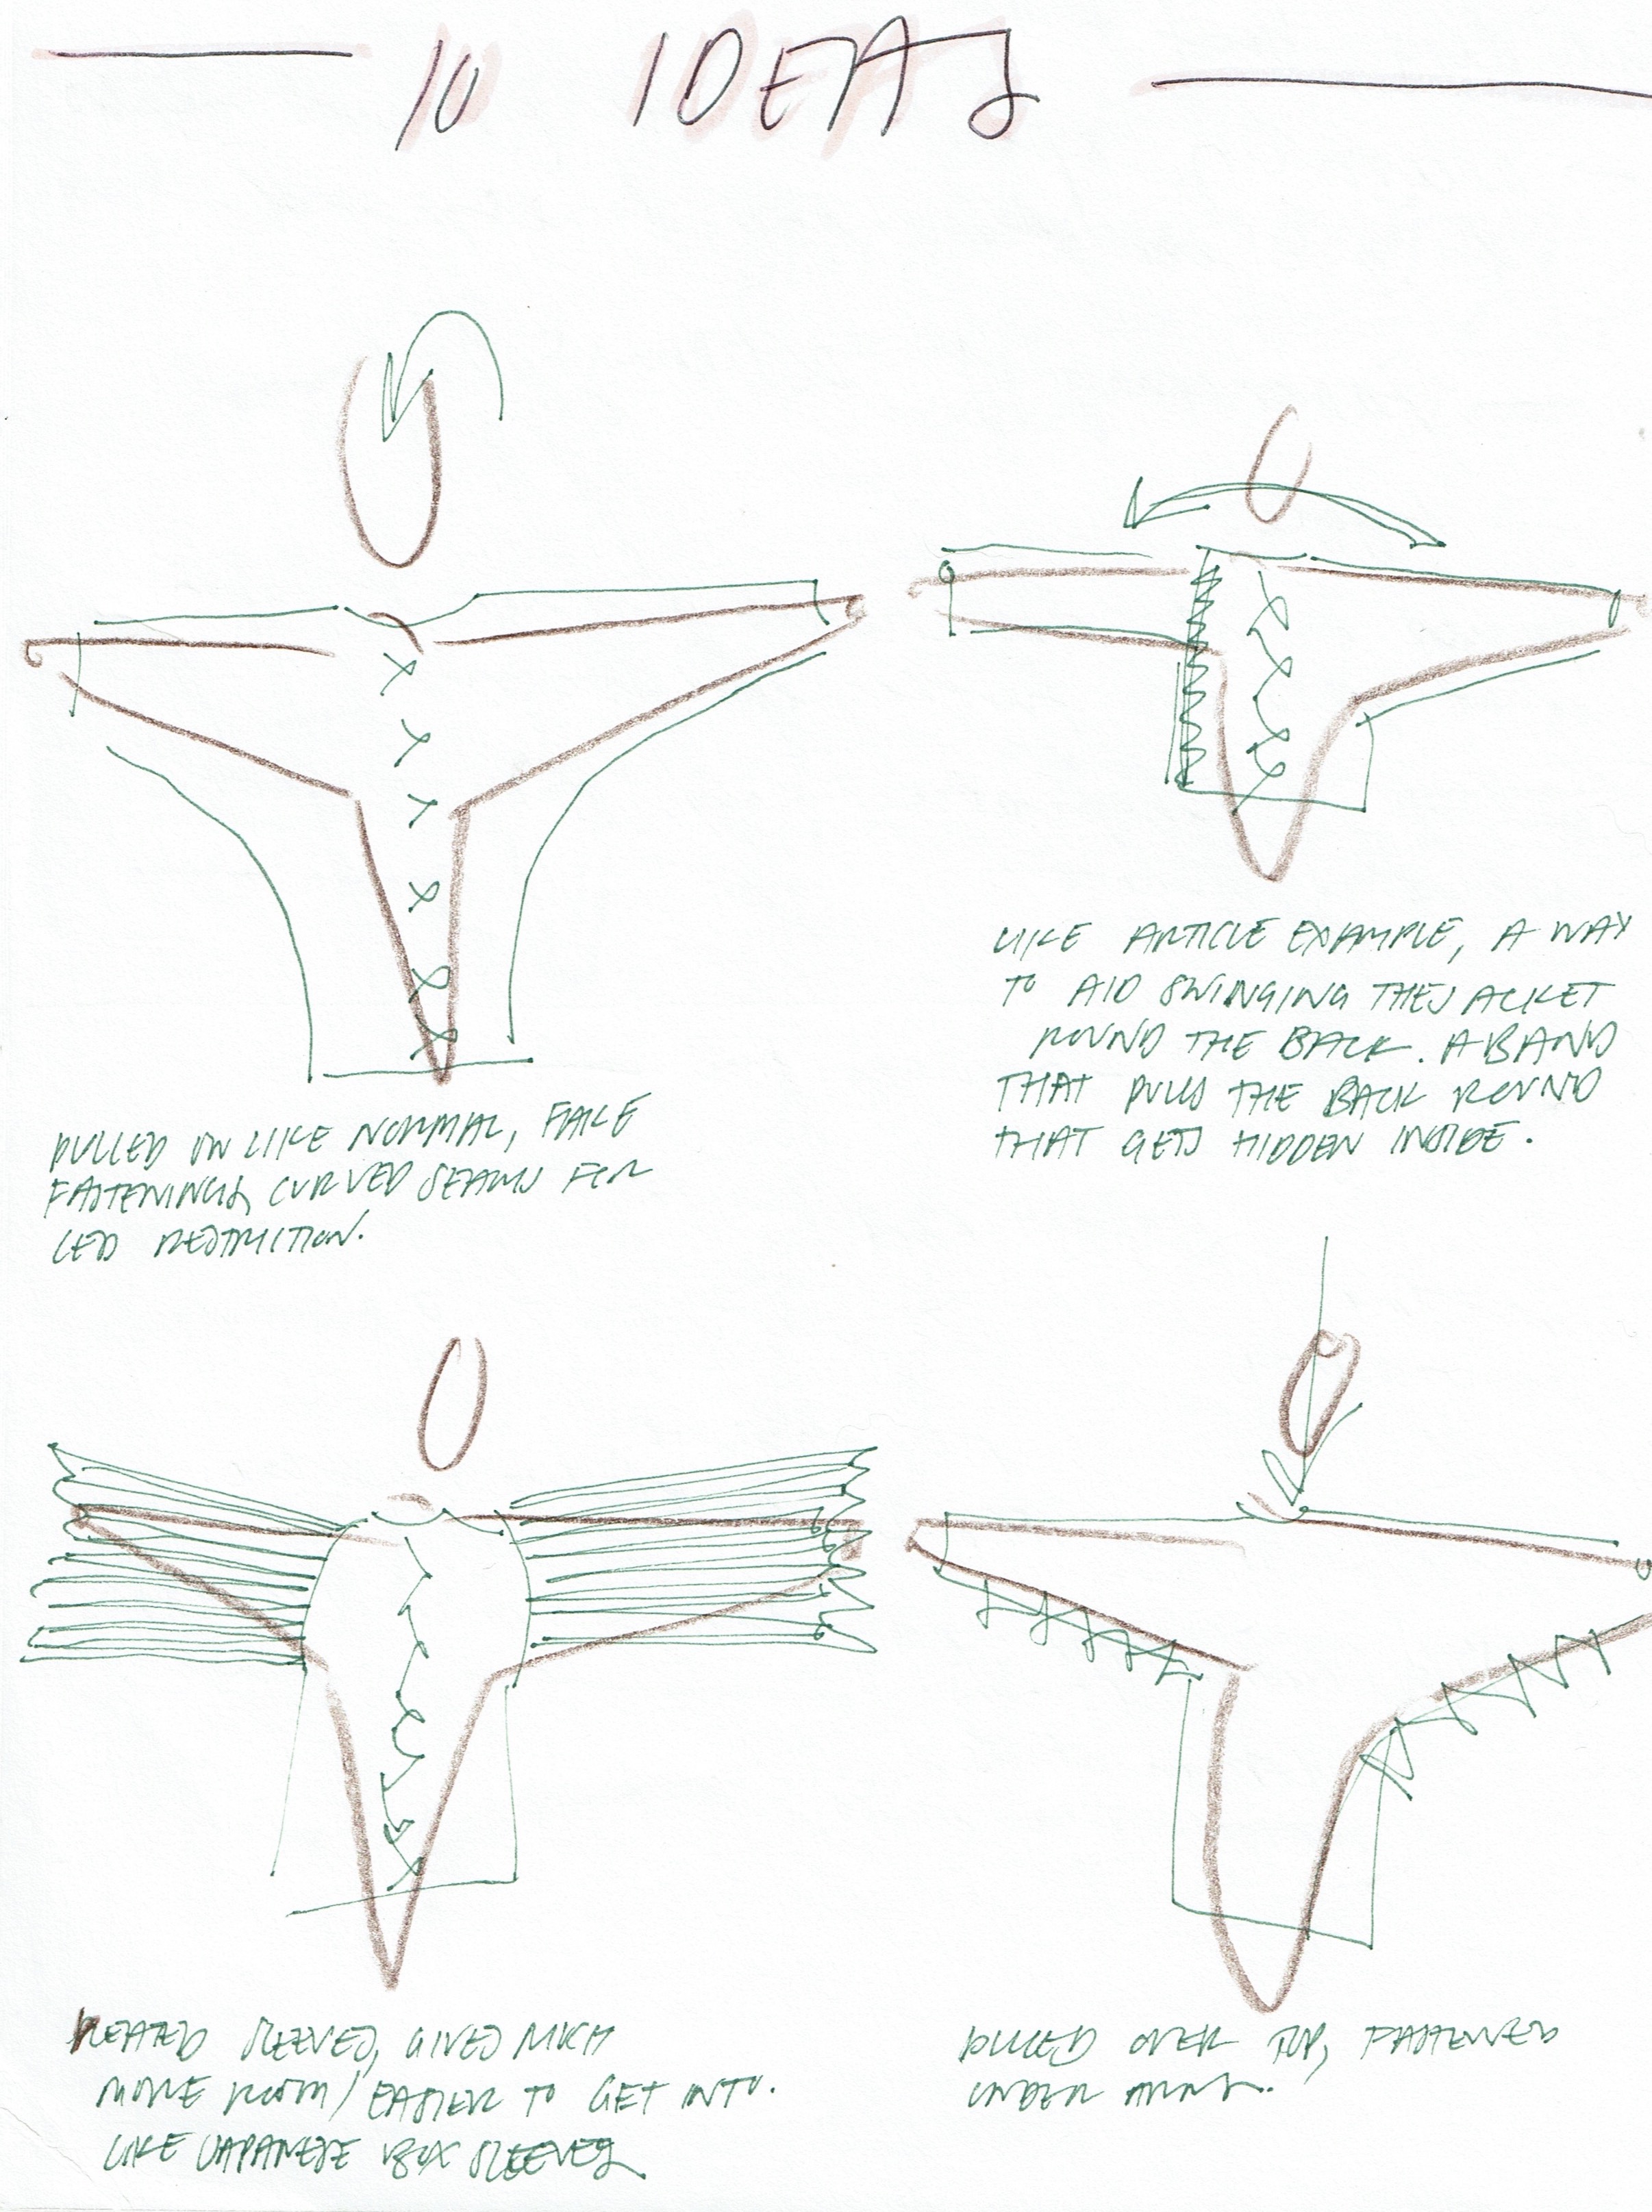 10 IDEAS
PULLED ON LIKE NORMAL, FAKE
FASTENINGS, CURVED SEAMS FOR
LESS RESTRICTION.
LIKE ARTICLE EXAMPLE, A WAY
TO AID SWINGING THE JACKET
ROUND THE BACK. A BAND
THAT PULLS THE BACK ROUND
THAT GETS HIDDEN INSIDE.
PLEATED SLEEVES, GIVES MUCH
MORE ROOM / EASIER TO GET INTO.
LIKE JAPANESE BOX SLEEVES
PULLED OVER TOP, FASTENED
UNDER ARMS.